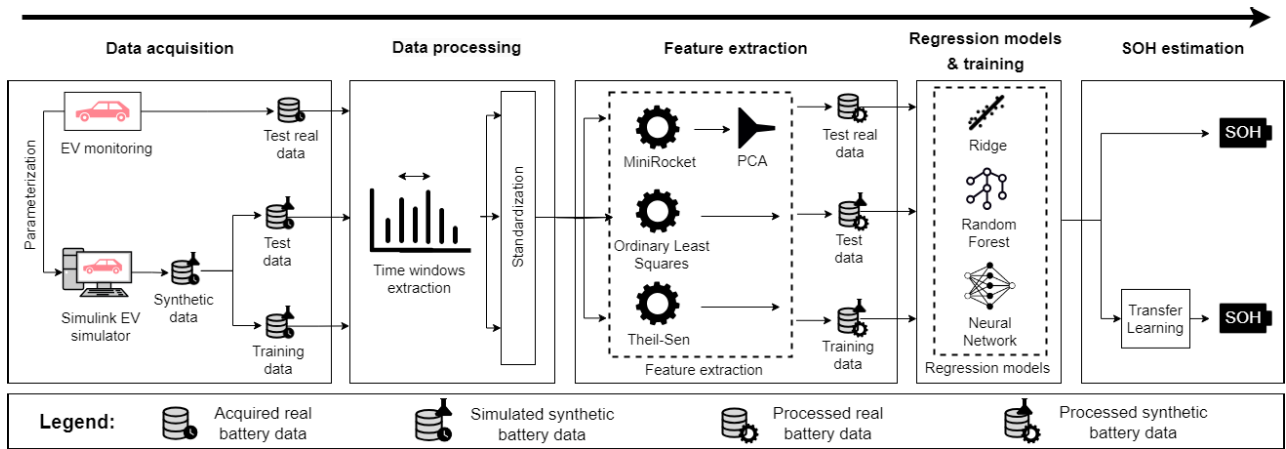 Data acquisition
Data processing
Feature extraction
Regression models
& training
SOH estimation
Parameterization
EV monitoring
Test real
data
Simulink EV
simulator
Synthetic
data
Test
data
Training
data
Time windows
extraction
Standardization
MiniRocket
PCA
Ordinary Least
Squares
Theil-Sen
Feature extraction
Test real
data
Test
data
Training
data
Ridge
Random
Forest
Neural
Network
Regression models
SOH
Transfer
Learning
SOH
Legend:
Acquired real
battery data
Simulated synthetic
battery data
Processed real
battery data
Processed synthetic
battery data